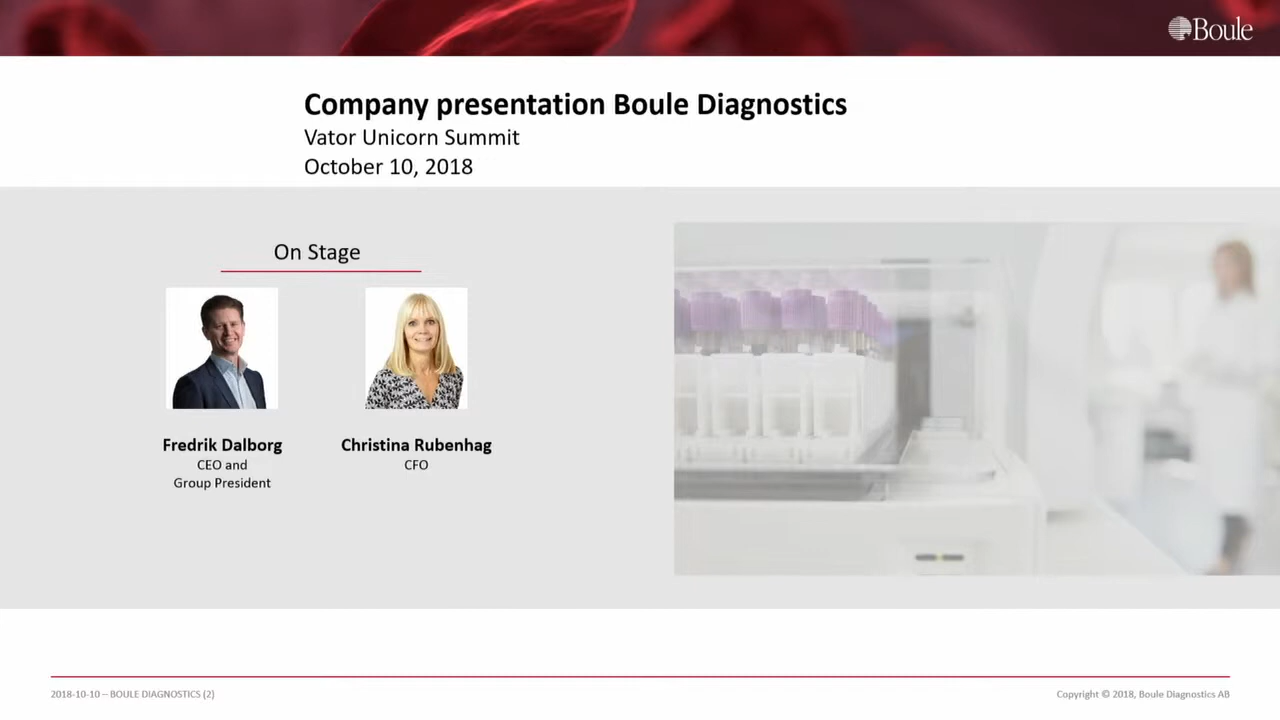 Boule
Company presentation Boule Diagnostics
Vator Unicorn Summit
October 10, 2018
On Stage
Fredrik Dalborg
CEO and
Group President
Christina Rubenhag
CFO
2018-10-10 – BOULE DIAGNOSTICS (2)
Copyright © 2018, Boule Diagnostics AB